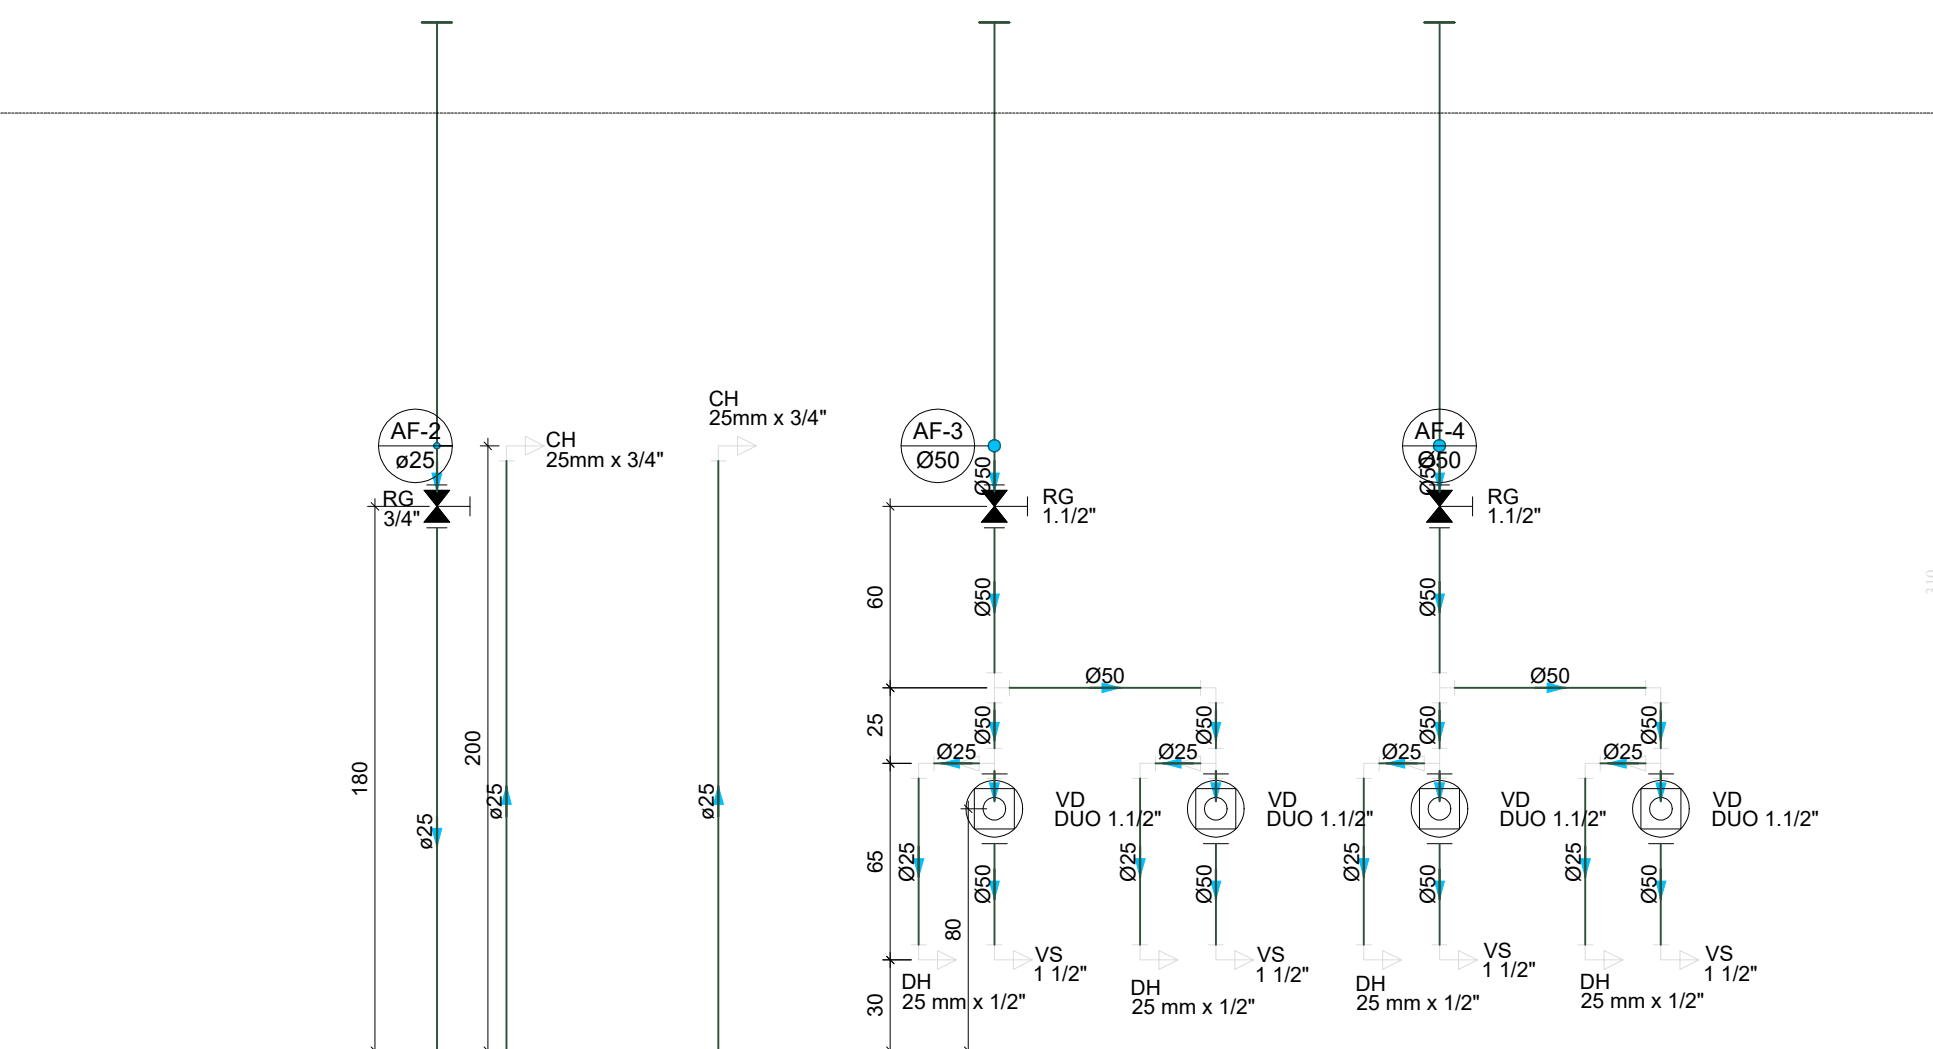 CH
25mm x 3/4"
AF-2
ø25
CH
25mm x 3/4"
AF-3
Ø50
AF-4
Ø50
Ø50
Ø50
RG
3/4"
RG
1.1/2"
RG
1.1/2"
310
60
Ø50
Ø50
Ø50
Ø50
25
Ø50
Ø50
Ø50
Ø50
Ø25
Ø25
Ø25
Ø25
180
200
ø25
ø25
ø25
VD
DUO 1.1/2"
VD
DUO 1.1/2"
VD
DUO 1.1/2"
VD
DUO 1.1/2"
65
Ø25
Ø25
Ø25
Ø25
Ø50
Ø50
Ø50
Ø50
80
VS
1 1/2"
VS
1 1/2"
VS
1 1/2"
VS
1 1/2"
30
DH
25 mm x 1/2"
DH
25 mm x 1/2"
DH
25 mm x 1/2"
DH
25 mm x 1/2"